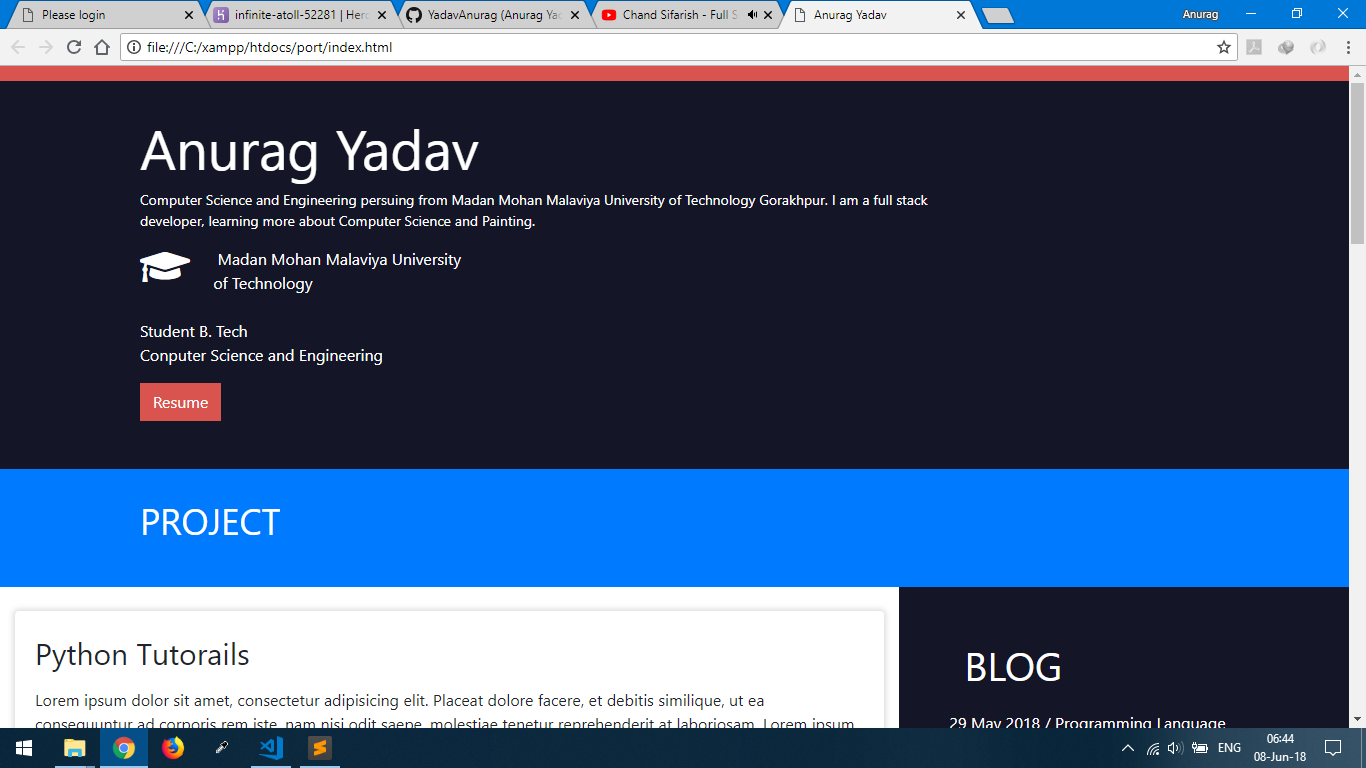 Please login
infinite-atoll-52281 | Hero
YadavAnurag (Anurag Yad
Chand Sifarish - Full S
Anurag Yadav
Anurag
file:///C:/xampp/htdocs/port/index.html
Anurag Yadav
Computer Science and Engineering persuing from Madan Mohan Malaviya University of Technology Gorakhpur. I am a full stack
developer, learning more about Computer Science and Painting.
Madan Mohan Malaviya University
of Technology
Student B. Tech
Conputer Science and Engineering
Resume
PROJECT
Python Tutorails
Lorem ipsum dolor sit amet, consectetur adipisicing elit. Placeat dolore facere, et debitis similique, ut ea
consequuntur ad corporis rem iste, nam nisi odit saepe, molestiae tenetur reprehenderit at laboriosam. Lorem ipsum
BLOG
29 May 2018 / Programming Language
ENG
06:44
08-Jun-18